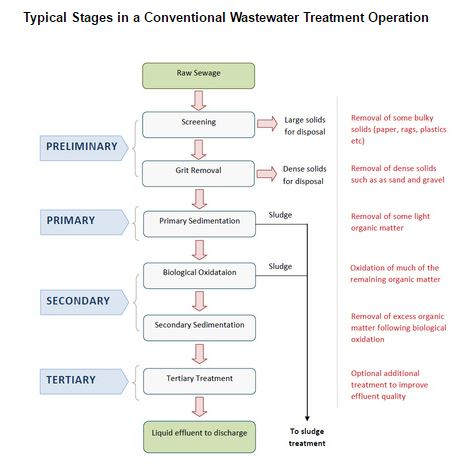 Typical Stages in a Conventional Wastewater Treatment Operation
Raw Sewage
Screening
Large solids
for disposal
Removal of some bulky
solids (paper, rags, plastics
etc)
PRELIMINARY
Grit Removal
Dense solids
for disposal
Removal of dense solids
such as as sand and gravel
PRIMARY
Primary Sedimentation
Sludge
Removal of some light
organic matter
Biological Oxidataion
Sludge
Oxidation of much of the
remaining organic matter
SECONDARY
Secondary Sedimentation
Removal of excess organic
matter following biological
oxidation
TERTIARY
Tertiary Treatment
Optional additional
treatment to improve
effluent quality
Liquid effluent to discharge
To sludge
treatment